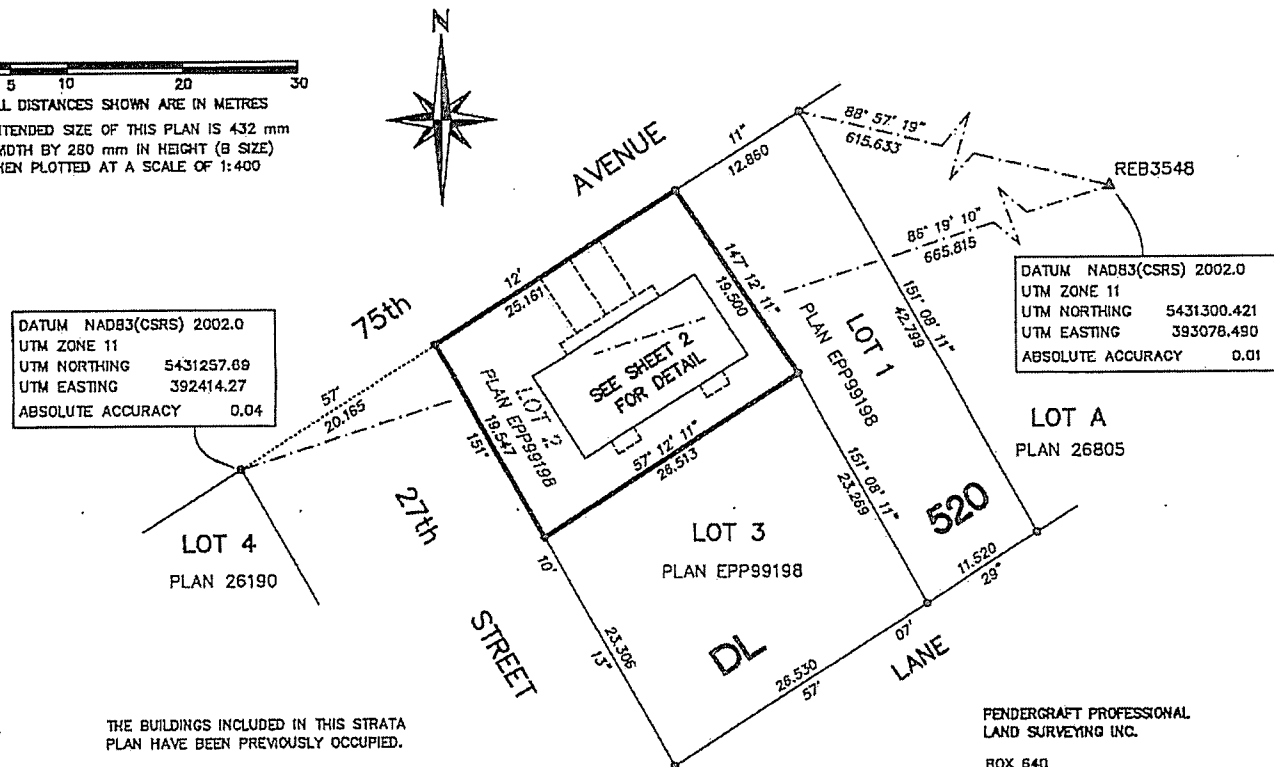 N
5 10 20 30
LL DISTANCES SHOWN ARE IN METRES
TENDED SIZE OF THIS PLAN IS 432 mm
MDTH BY 280 mm IN HEIGHT (B SIZE)
HEN PLOTTED AT A SCALE OF 1:400
AVENUE
75th
11"
12.860
88° 57' 19"
615.633
REB3548
85° 19' 10"
665.815
DATUM NAD83(CSRS) 2002.0
UTM ZONE 11
UTM NORTHING 5431300.421
UTM EASTING 393078.490
ABSOLUTE ACCURACY 0.01
DATUM NAD83(CSRS) 2002.0
UTM ZONE 11
UTM NORTHING 5431257.69
UTM EASTING 392414.27
ABSOLUTE ACCURACY 0.04
12'
25.161
147° 12' 11"
19.500
151° 08' 11"
42.799
LOT 1
PLAN EPP99198
SEE SHEET 2
FOR DETAIL
LOT 2
PLAN EPP99198
19.547
151°
57'
20.165
57° 12' 11"
26.513
LOT A
PLAN 26805
151° 08' 11"
23.269
520
LOT 4
PLAN 26190
27th
STREET
LOT 3
PLAN EPP99198
10'
23.306
13"
DL
11.520
29"
07'
LANE
26.530
57'
THE BUILDINGS INCLUDED IN THIS STRATA
PLAN HAVE BEEN PREVIOUSLY OCCUPIED.
PENDERGRAFT PROFESSIONAL
LAND SURVEYING INC.
BOX 640